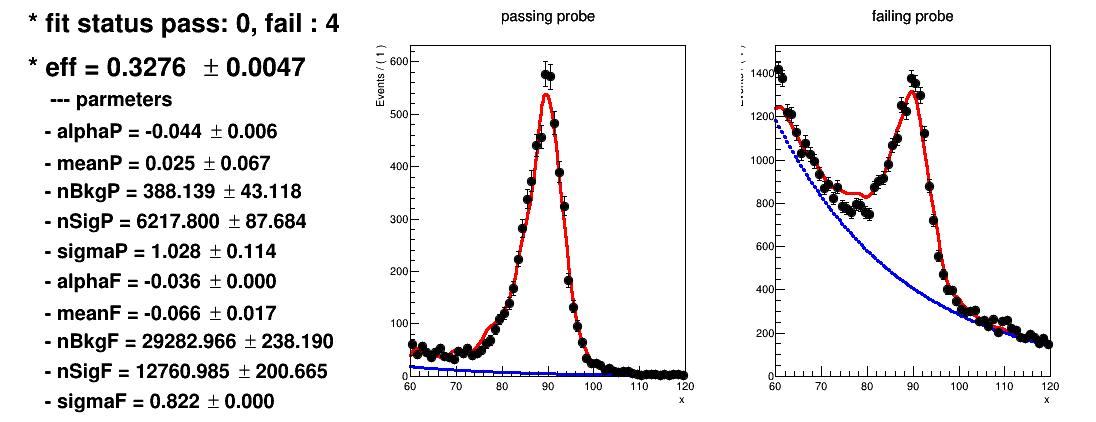 * fit status pass: 0, fail : 4
* eff = 0.3276 ± 0.0047
--- parmeters
- alphaP = -0.044 ± 0.006
- meanP = 0.025 ± 0.067
- nBkgP = 388.139 ± 43.118
- nSigP = 6217.800 ± 87.684
- sigmaP = 1.028 ± 0.114
- alphaF = -0.036 ± 0.000
- meanF = -0.066 ± 0.017
- nBkgF = 29282.966 ± 238.190
- nSigF = 12760.985 ± 200.665
- sigmaF = 0.822 ± 0.000
passing probe
Events / ( 1 )
600
500
400
300
200
100
0
60 70 80 90 100 110 120
x
failing probe
Events / ( 1 )
1400
1200
1000
800
600
400
200
0
60 70 80 90 100 110 120
x